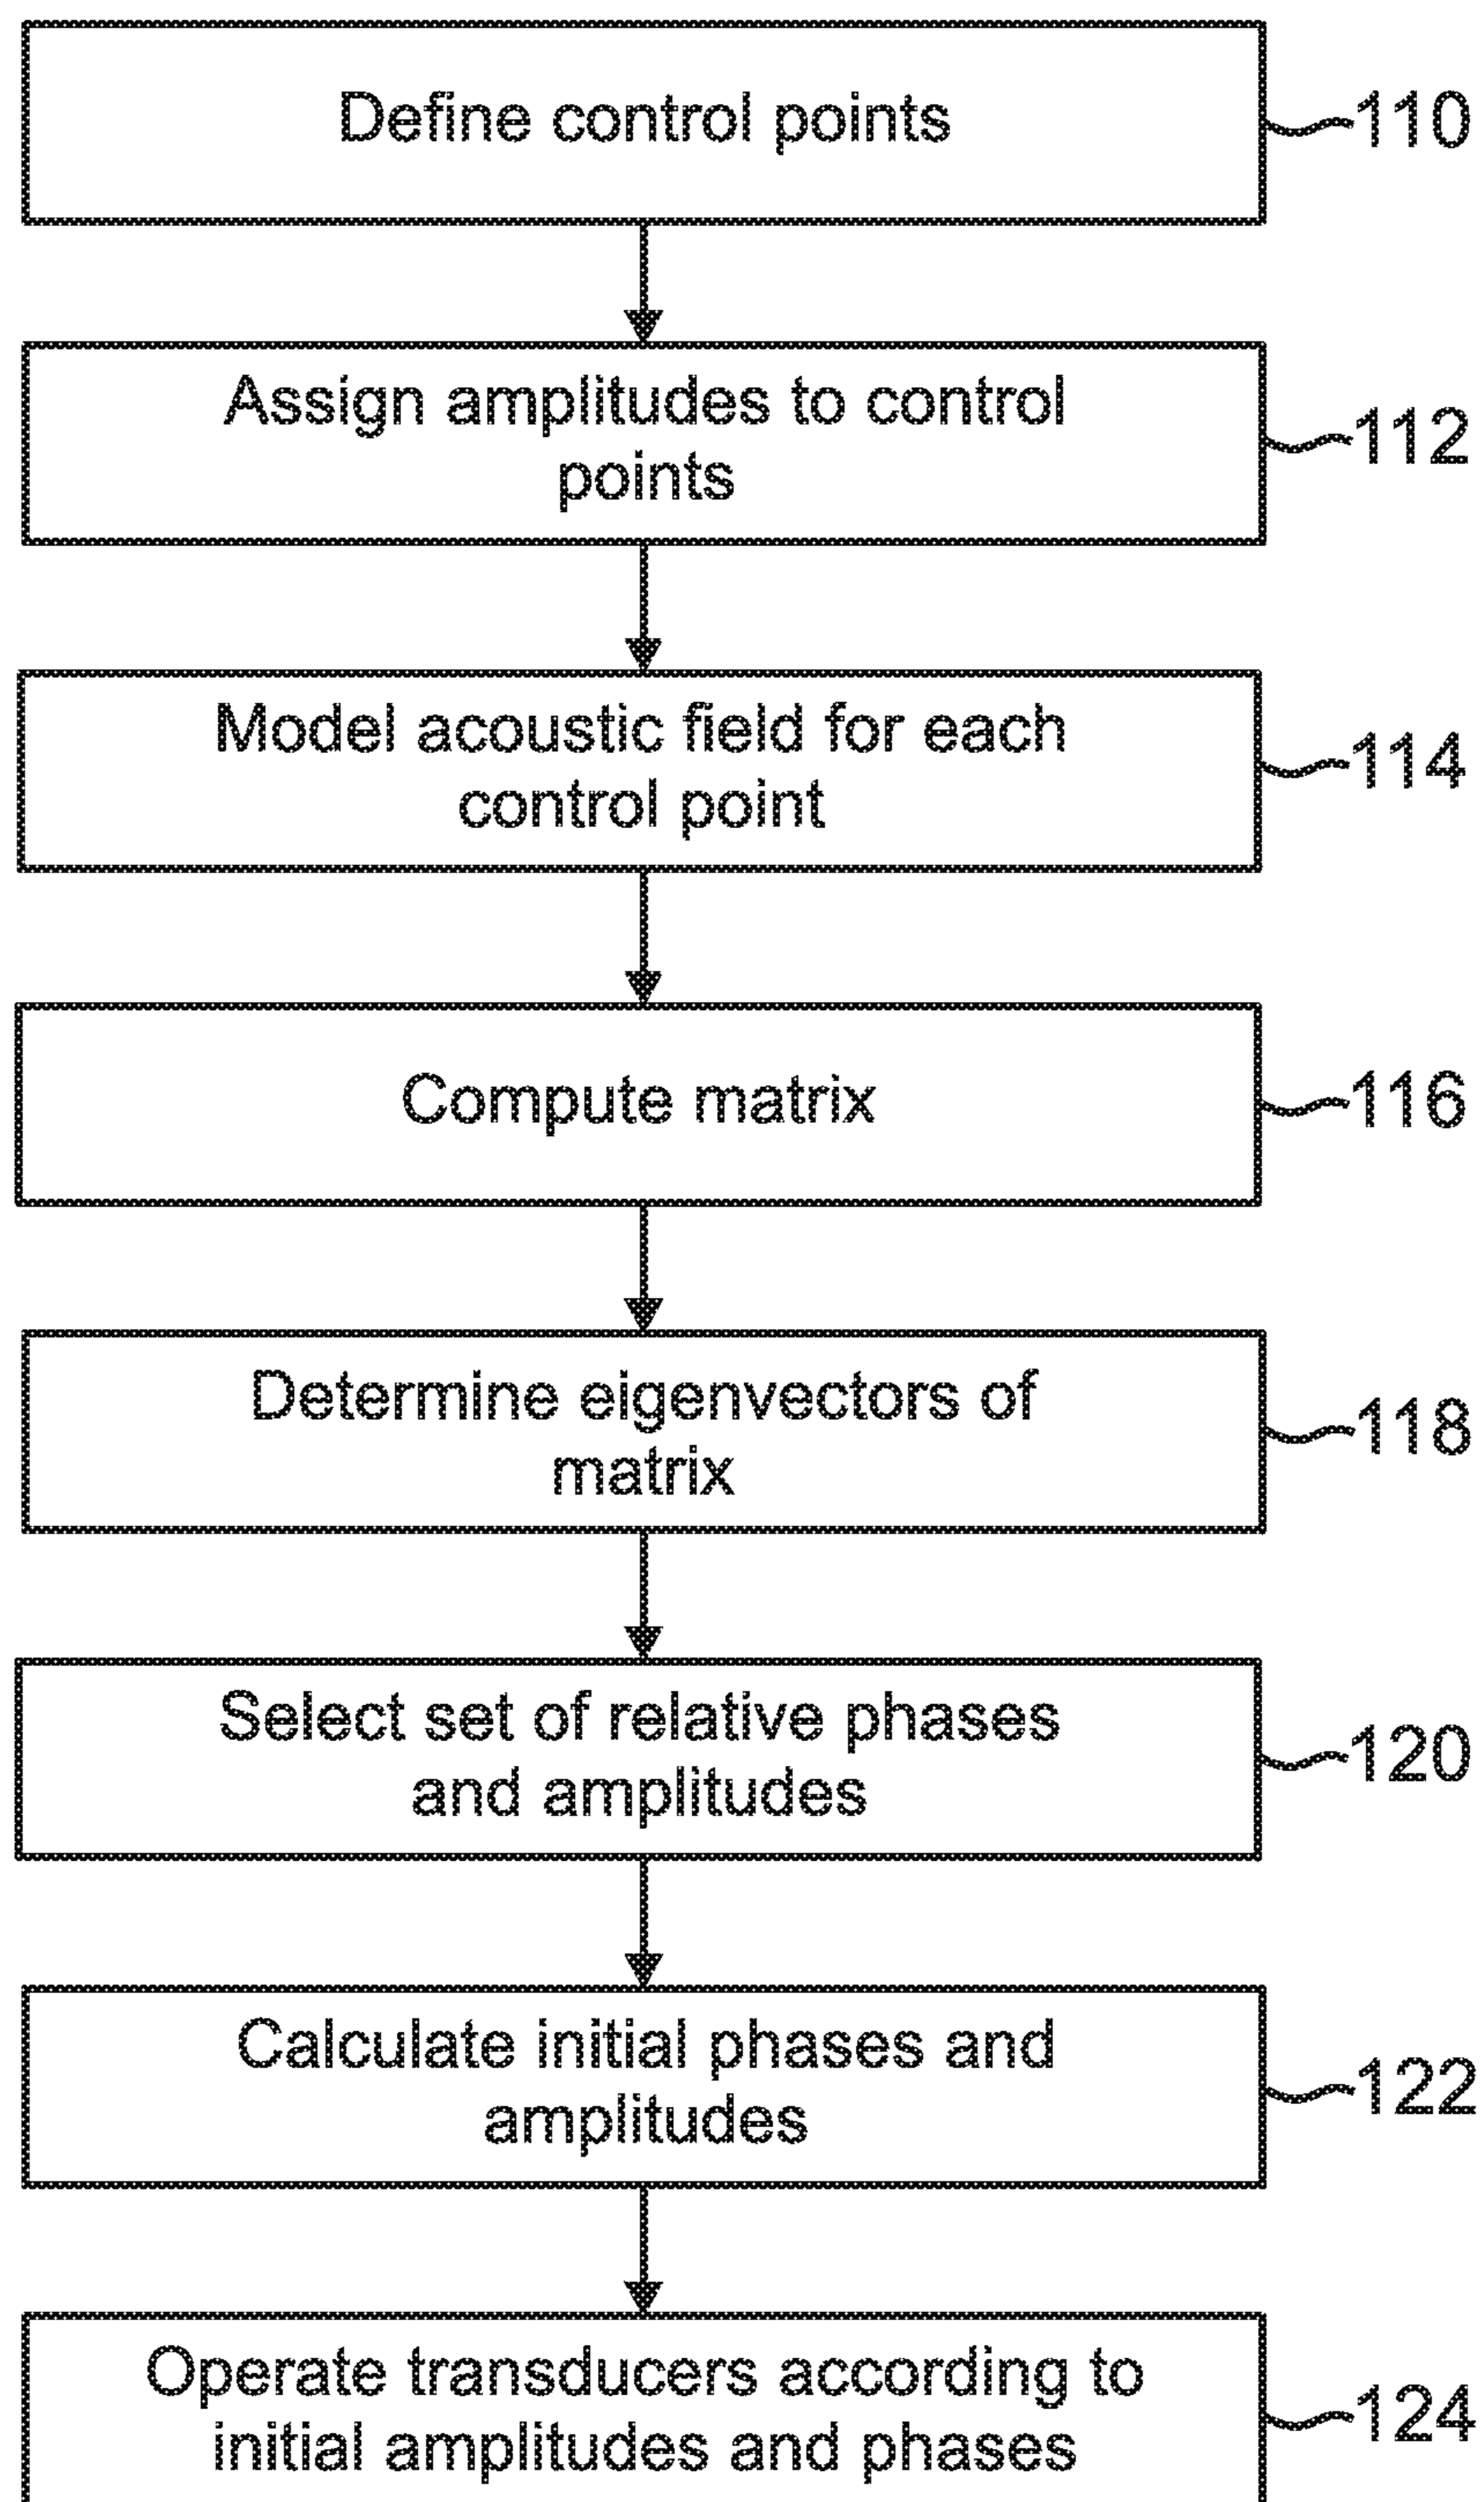 Define control points
110
Assign amplitudes to control
points
112
Model acoustic field for each
control point
114
Compute matrix
116
Determine eigenvectors of
matrix
118
Select set of relative phases
and amplitudes
120
Calculate initial phases and
amplitudes
122
Operate transducers according to
initial amplitudes and phases
124